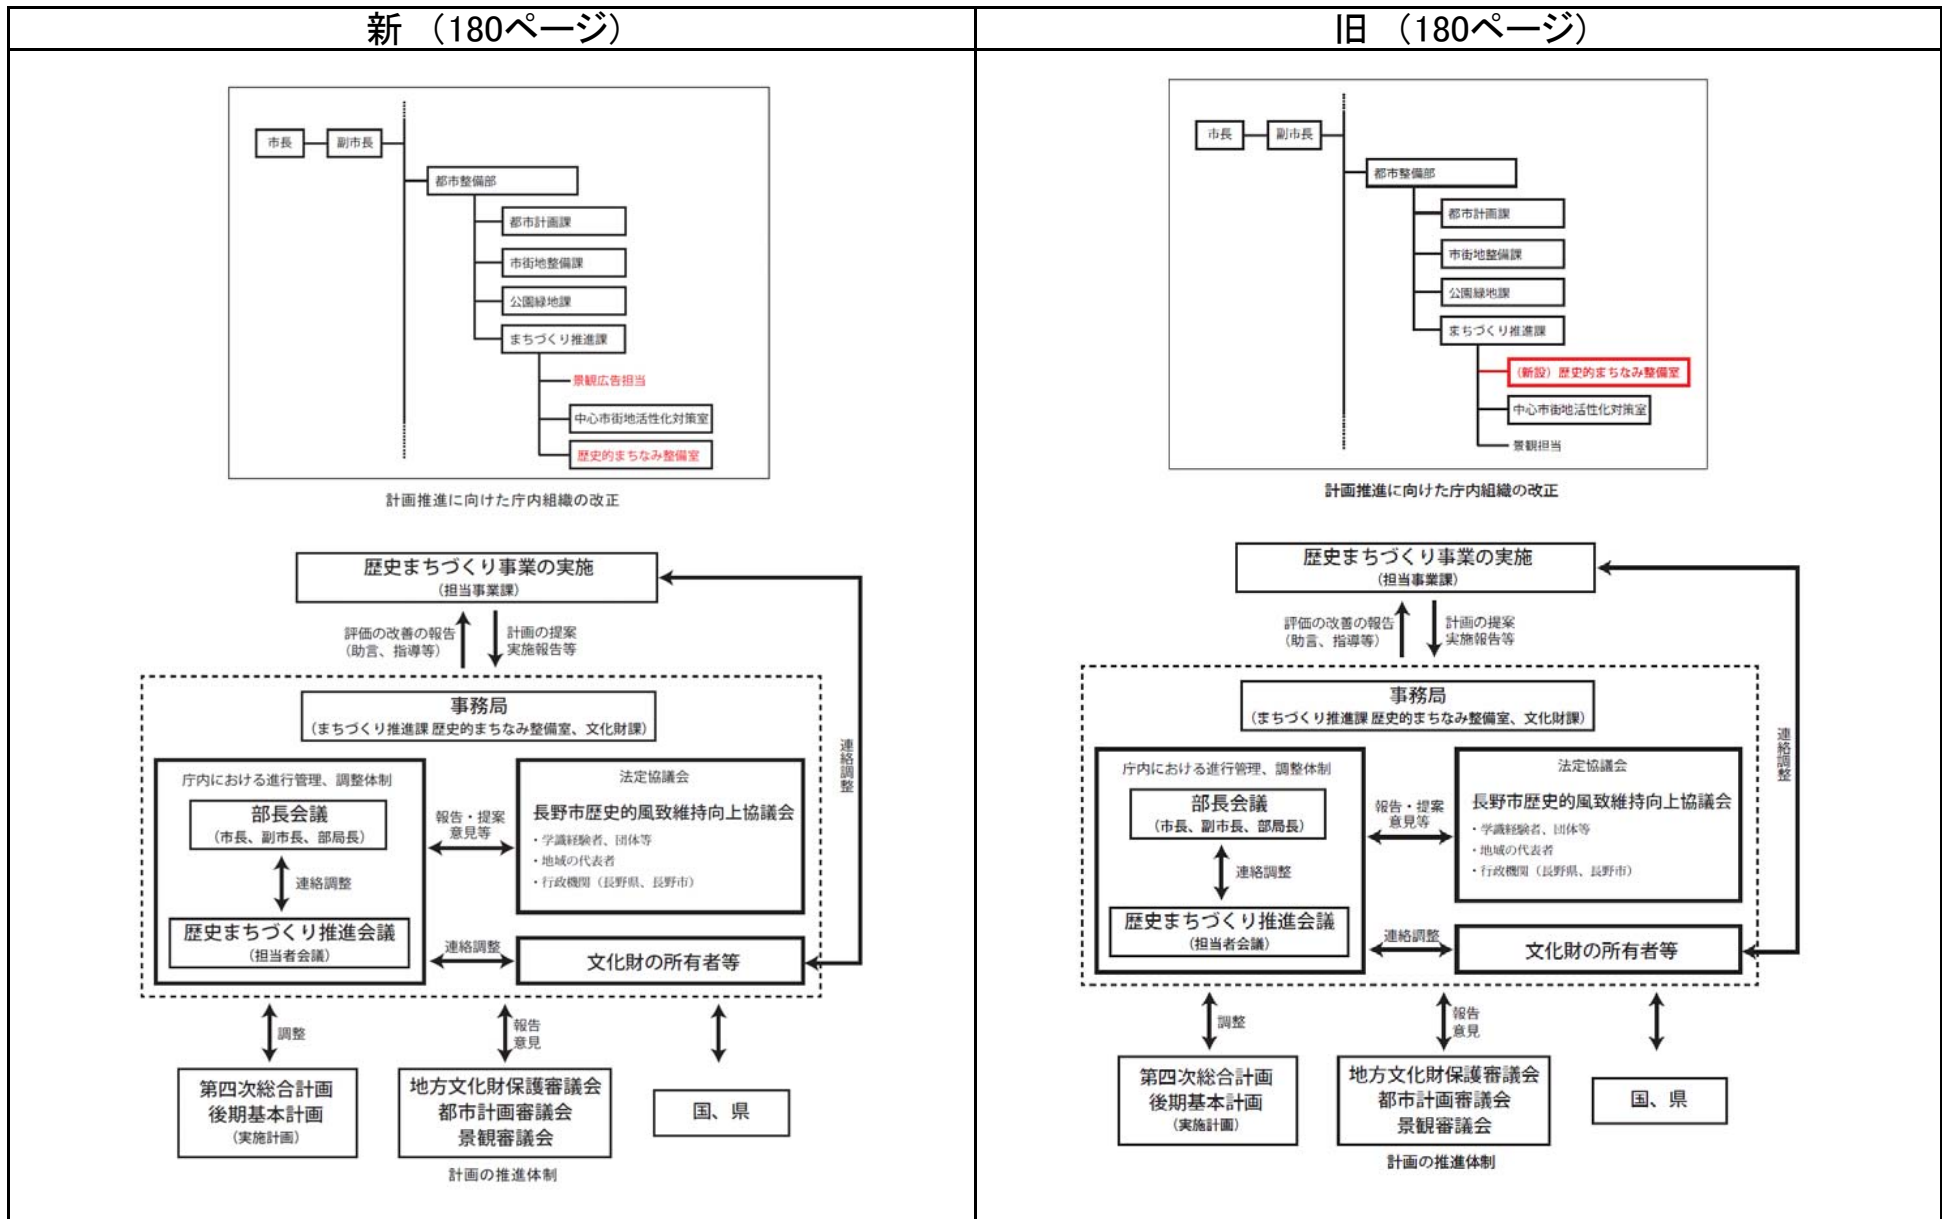 新 （180ページ）
市長
副市長
都市整備部
都市計画課
市街地整備課
公園緑地課
まちづくり推進課
景観広告担当
中心市街地活性化対策室
歴史的まちなみ整備室
計画推進に向けた庁内組織の改正
歴史まちづくり事業の実施
（担当事業課）
評価の改善の報告
（助言、指導等）
計画の提案
実施報告等
事務局
（まちづくり推進課 歴史的まちなみ整備室、文化財課）
連絡調整
庁内における進行管理、調整体制
部長会議
（市長、副市長、部局長）
連絡調整
歴史まちづくり推進会議
（担当者会議）
報告・提案
意見等
連絡調整
法定協議会
長野市歴史的風致維持向上協議会
・学識経験者、団体等
・地域の代表者
・行政機関（長野県、長野市）
文化財の所有者等
調整
報告
意見
第四次総合計画
後期基本計画
（実施計画）
地方文化財保護審議会
都市計画審議会
景観審議会
国、県
計画の推進体制
旧 （180ページ）
市長
副市長
都市整備部
都市計画課
市街地整備課
公園緑地課
まちづくり推進課
（新設）歴史的まちなみ整備室
中心市街地活性化対策室
景観担当
計画推進に向けた庁内組織の改正
歴史まちづくり事業の実施
（担当事業課）
評価の改善の報告
（助言、指導等）
計画の提案
実施報告等
事務局
（まちづくり推進課 歴史的まちなみ整備室、文化財課）
連絡調整
庁内における進行管理、調整体制
部長会議
（市長、副市長、部局長）
連絡調整
歴史まちづくり推進会議
（担当者会議）
報告・提案
意見等
連絡調整
法定協議会
長野市歴史的風致維持向上協議会
・学識経験者、団体等
・地域の代表者
・行政機関（長野県、長野市）
文化財の所有者等
調整
報告
意見
第四次総合計画
後期基本計画
（実施計画）
地方文化財保護審議会
都市計画審議会
景観審議会
国、県
計画の推進体制